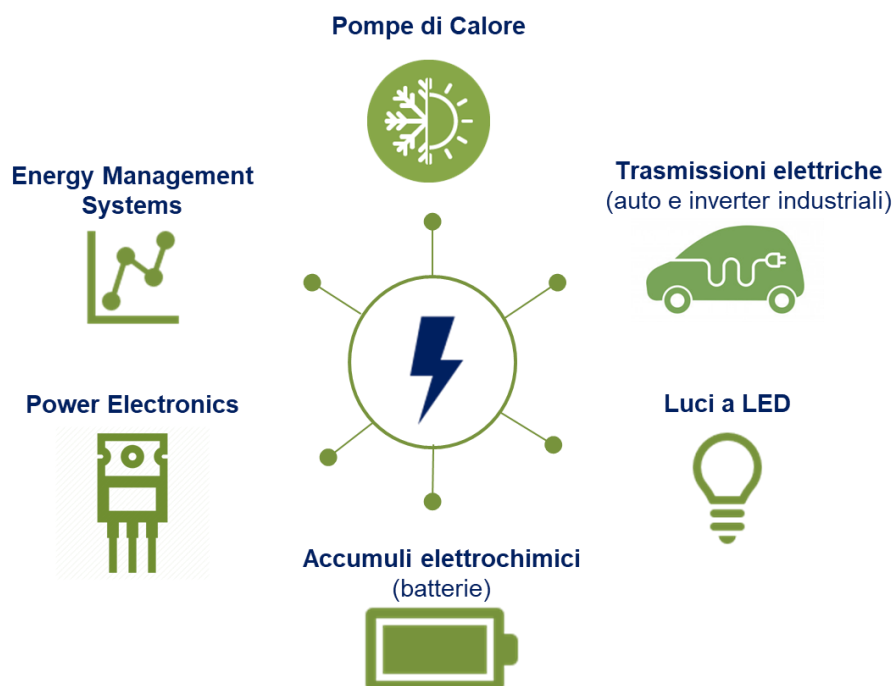 Pompe di Calore
Energy Management
Systems
Trasmissioni elettriche
(auto e inverter industriali)
Power Electronics
Luci a LED
Accumuli elettrochimici
(batterie)